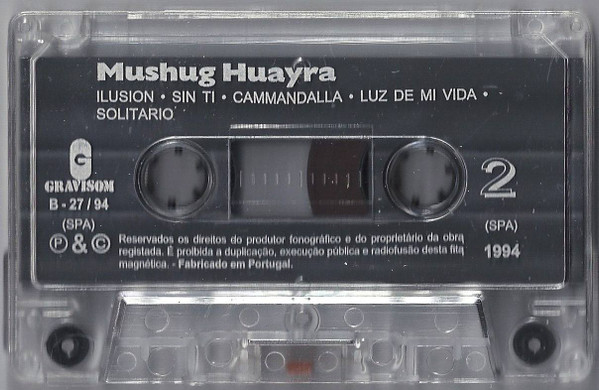 Mushug Huayra
ILUSION • SIN TI • CAMMANDALLA • LUZ DE MI VIDA •
SOLITARIO
G
GRAVISOM
B - 27 / 94
(SPA)
Ⓟ & ©
2
(SPA)
1994
Reservados os direitos do produtor fonográfico e do proprietário da obra
registada. É proibida a duplicação, execução pública e radiofusão desta fita
magnética. - Fabricado em Portugal.